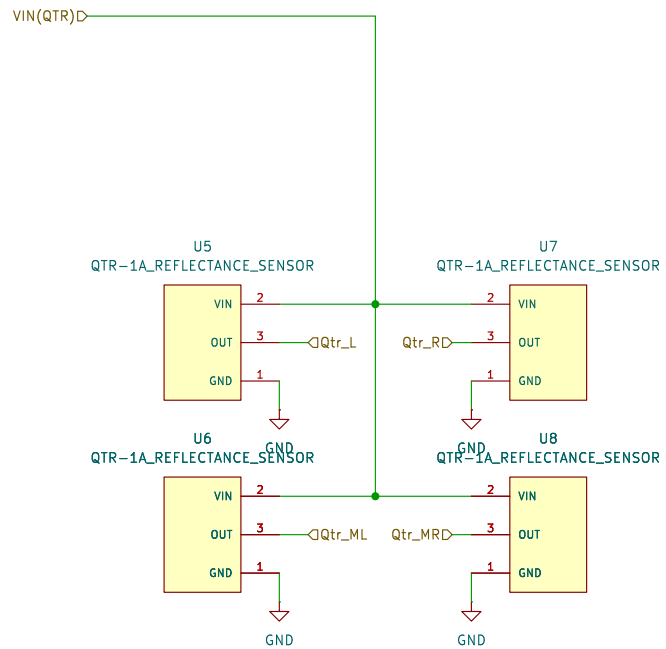 VIN(QTR)
U5
QTR-1A_REFLECTANCE_SENSOR
VIN 2
OUT 3 Qtr_L
GND 1
GND
U7
QTR-1A_REFLECTANCE_SENSOR
2 VIN
Qtr_R 3 OUT
1 GND
GND
U6
QTR-1A_REFLECTANCE_SENSOR
VIN 2
OUT 3 Qtr_ML
GND 1
GND
U8
QTR-1A_REFLECTANCE_SENSOR
2 VIN
Qtr_MR 3 OUT
1 GND
GND